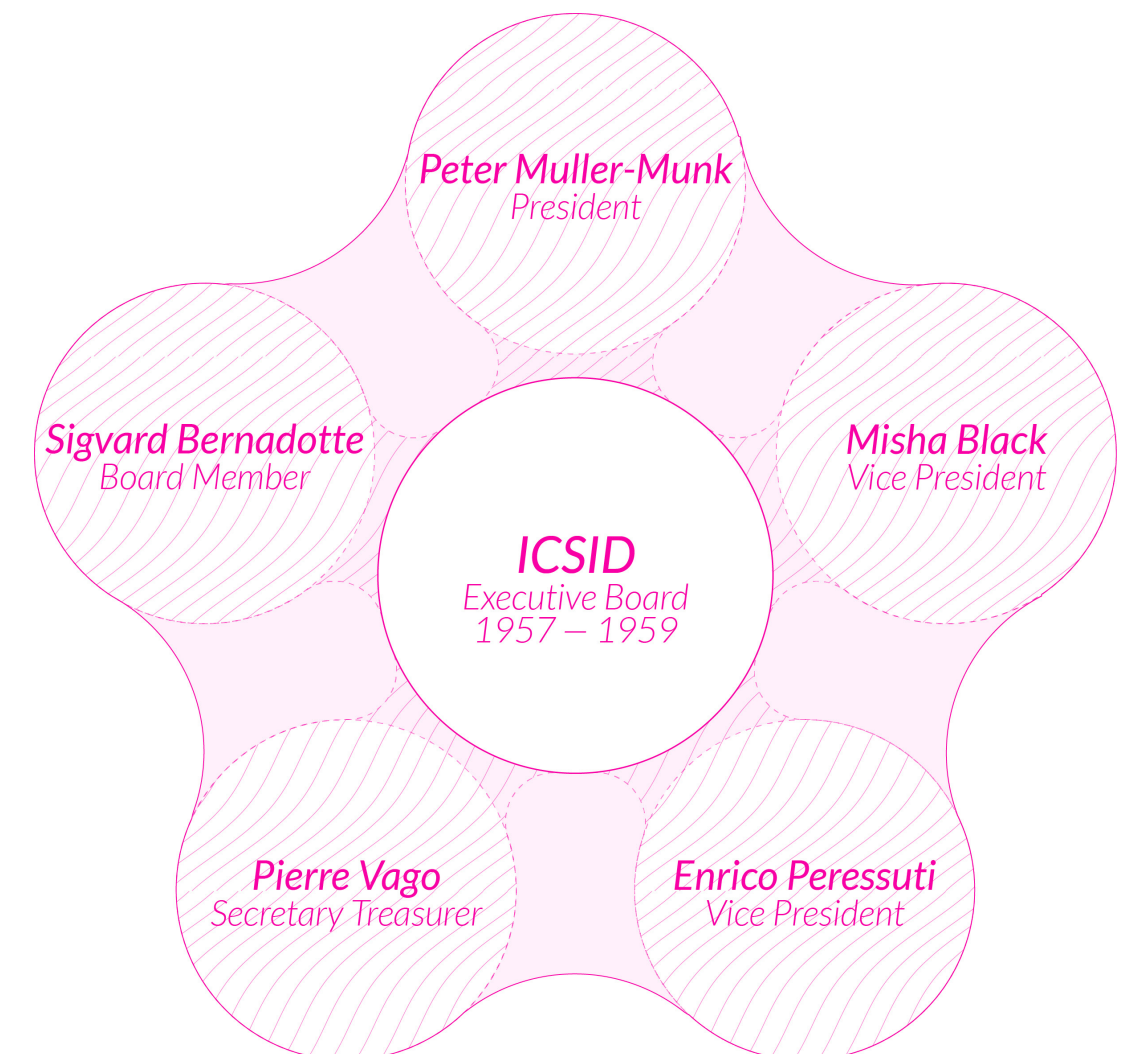 Peter Muller-Munk
President
Sigvard Bernadotte
Board Member
Misha Black
Vice President
ICSID
Executive Board
1957 – 1959
Pierre Vago
Secretary Treasurer
Enrico Peressuti
Vice President